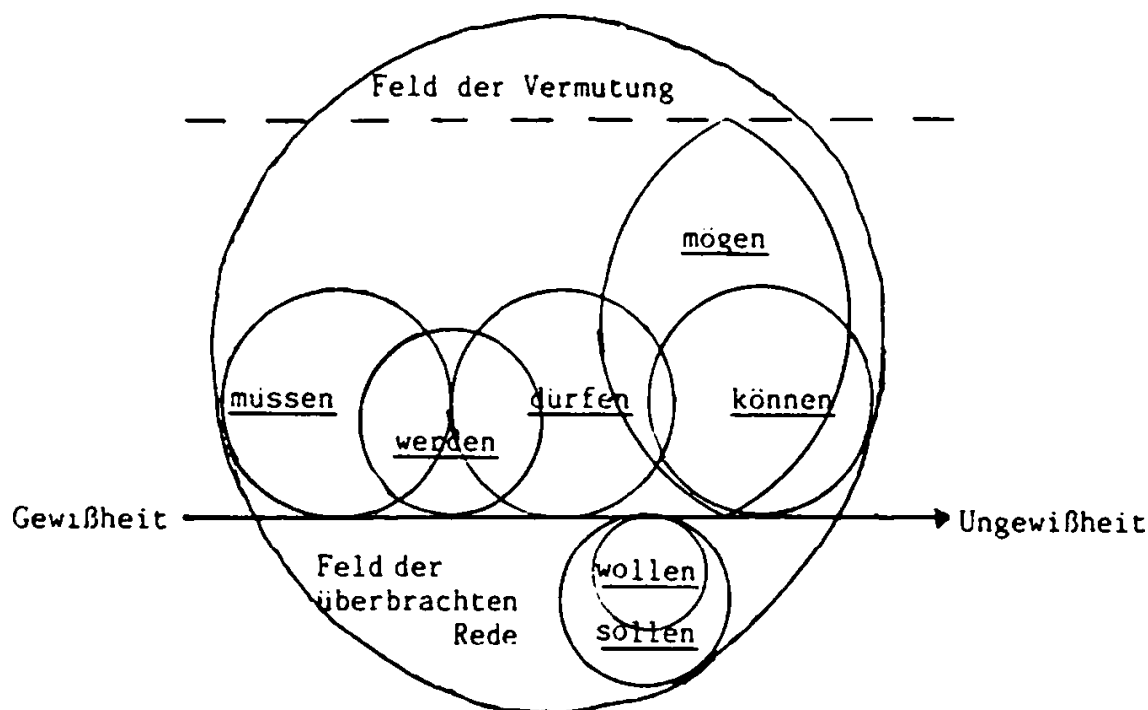 Feld der Vermutung
mögen
müssen
dürfen
können
werden
Gewißheit
Ungewißheit
Feld der
überbrachten
Rede
wollen
sollen